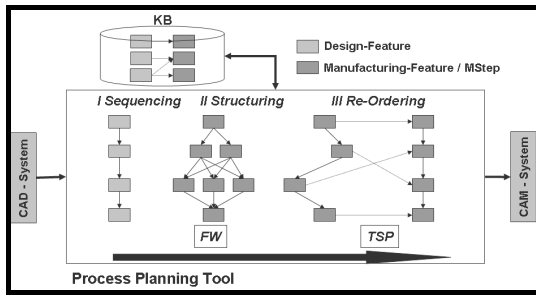 KB
Design-Feature
Manufacturing-Feature / MStep
I Sequencing
II Structuring
III Re-Ordering
CAD - System
CAM - System
FW
TSP
Process Planning Tool